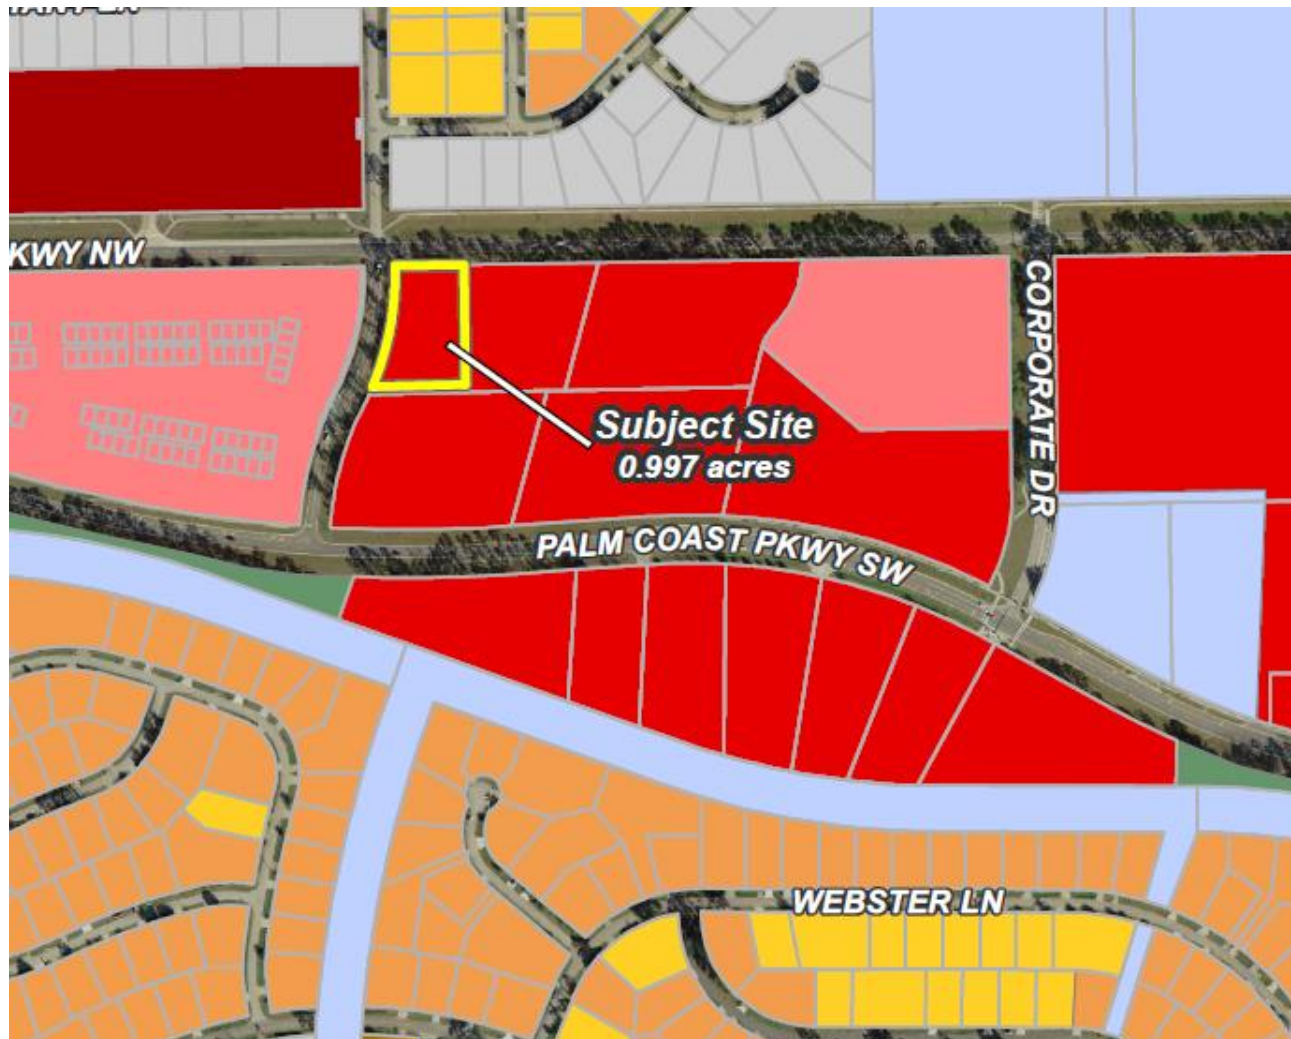 KWY NW
CORPORATE DR
Subject Site
0.997 acres
PALM COAST PKWY SW
WEBSTER LN